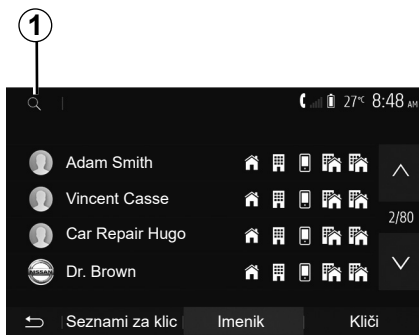 1
27°C 8:48 AM
Adam Smith
Vincent Casse
Car Repair Hugo
2/80
NISSAN Dr. Brown
Seznami za klic Imenik Kliči